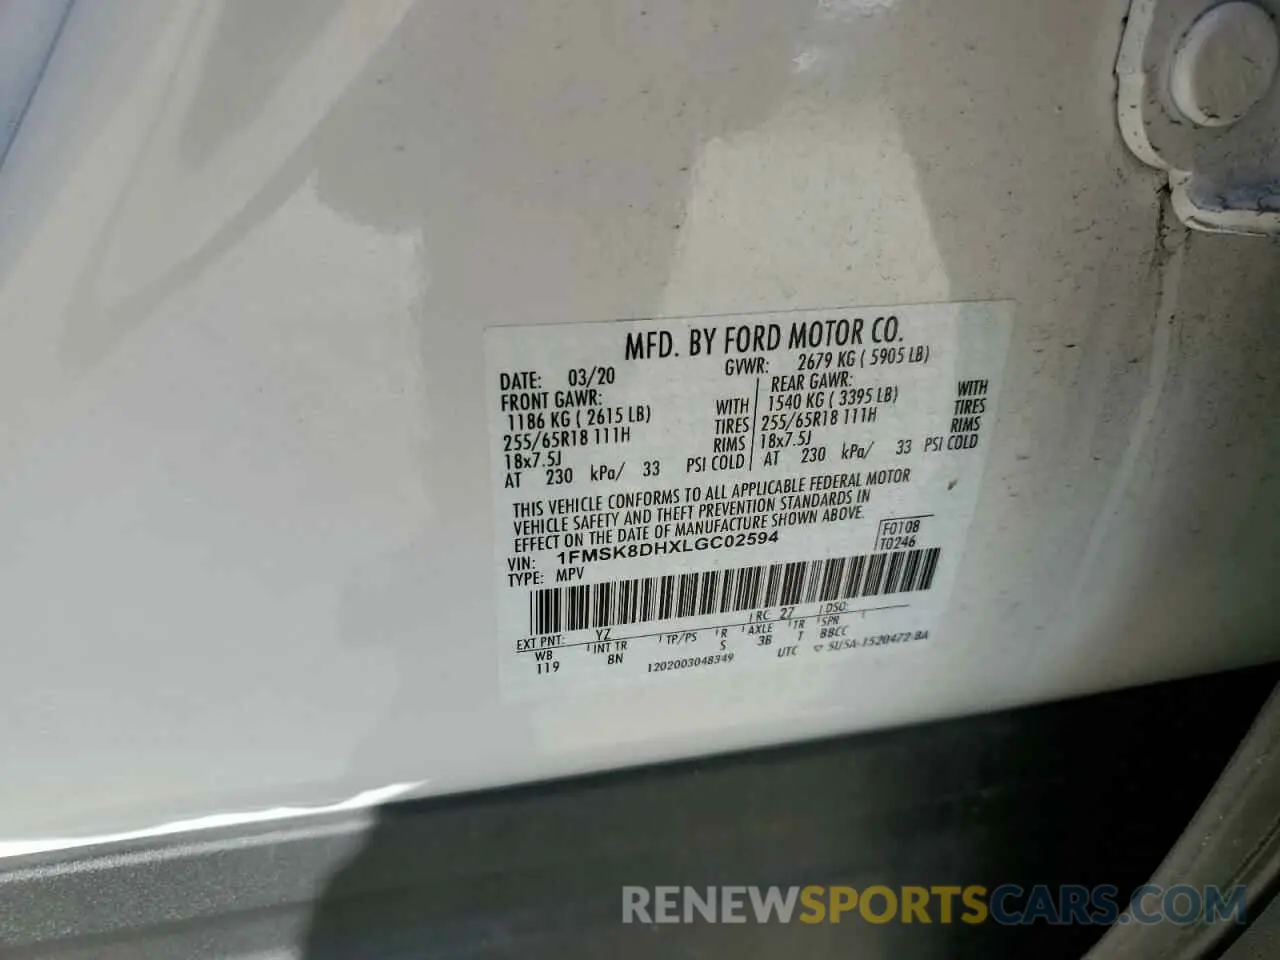 MFD. BY FORD MOTOR CO.
DATE: 03/20 GVWR: 2679 KG ( 5905 LB)
FRONT GAWR: REAR GAWR:
1186 KG ( 2615 LB) WITH 1540 KG ( 3395 LB) WITH
255/65R18 111H TIRES 255/65R18 111H TIRES
18x7.5J RIMS 18x7.5J RIMS
AT 230 kPa/ 33 PSI COLD AT 230 kPa/ 33 PSI COLD
THIS VEHICLE CONFORMS TO ALL APPLICABLE FEDERAL MOTOR
VEHICLE SAFETY AND THEFT PREVENTION STANDARDS IN
EFFECT ON THE DATE OF MANUFACTURE SHOWN ABOVE.
VIN: 1FMSK8DHXLGC02594 F0108
TYPE: MPV T0246
EXT PNT: YZ RC: 27 DSO:
WB INT TR TP/PS R AXLE TR SPR
119 8N S 3B T BBCC
1202003048349 UTC SU5A-1520472-BA
RENEWSPORTSCARS.COM